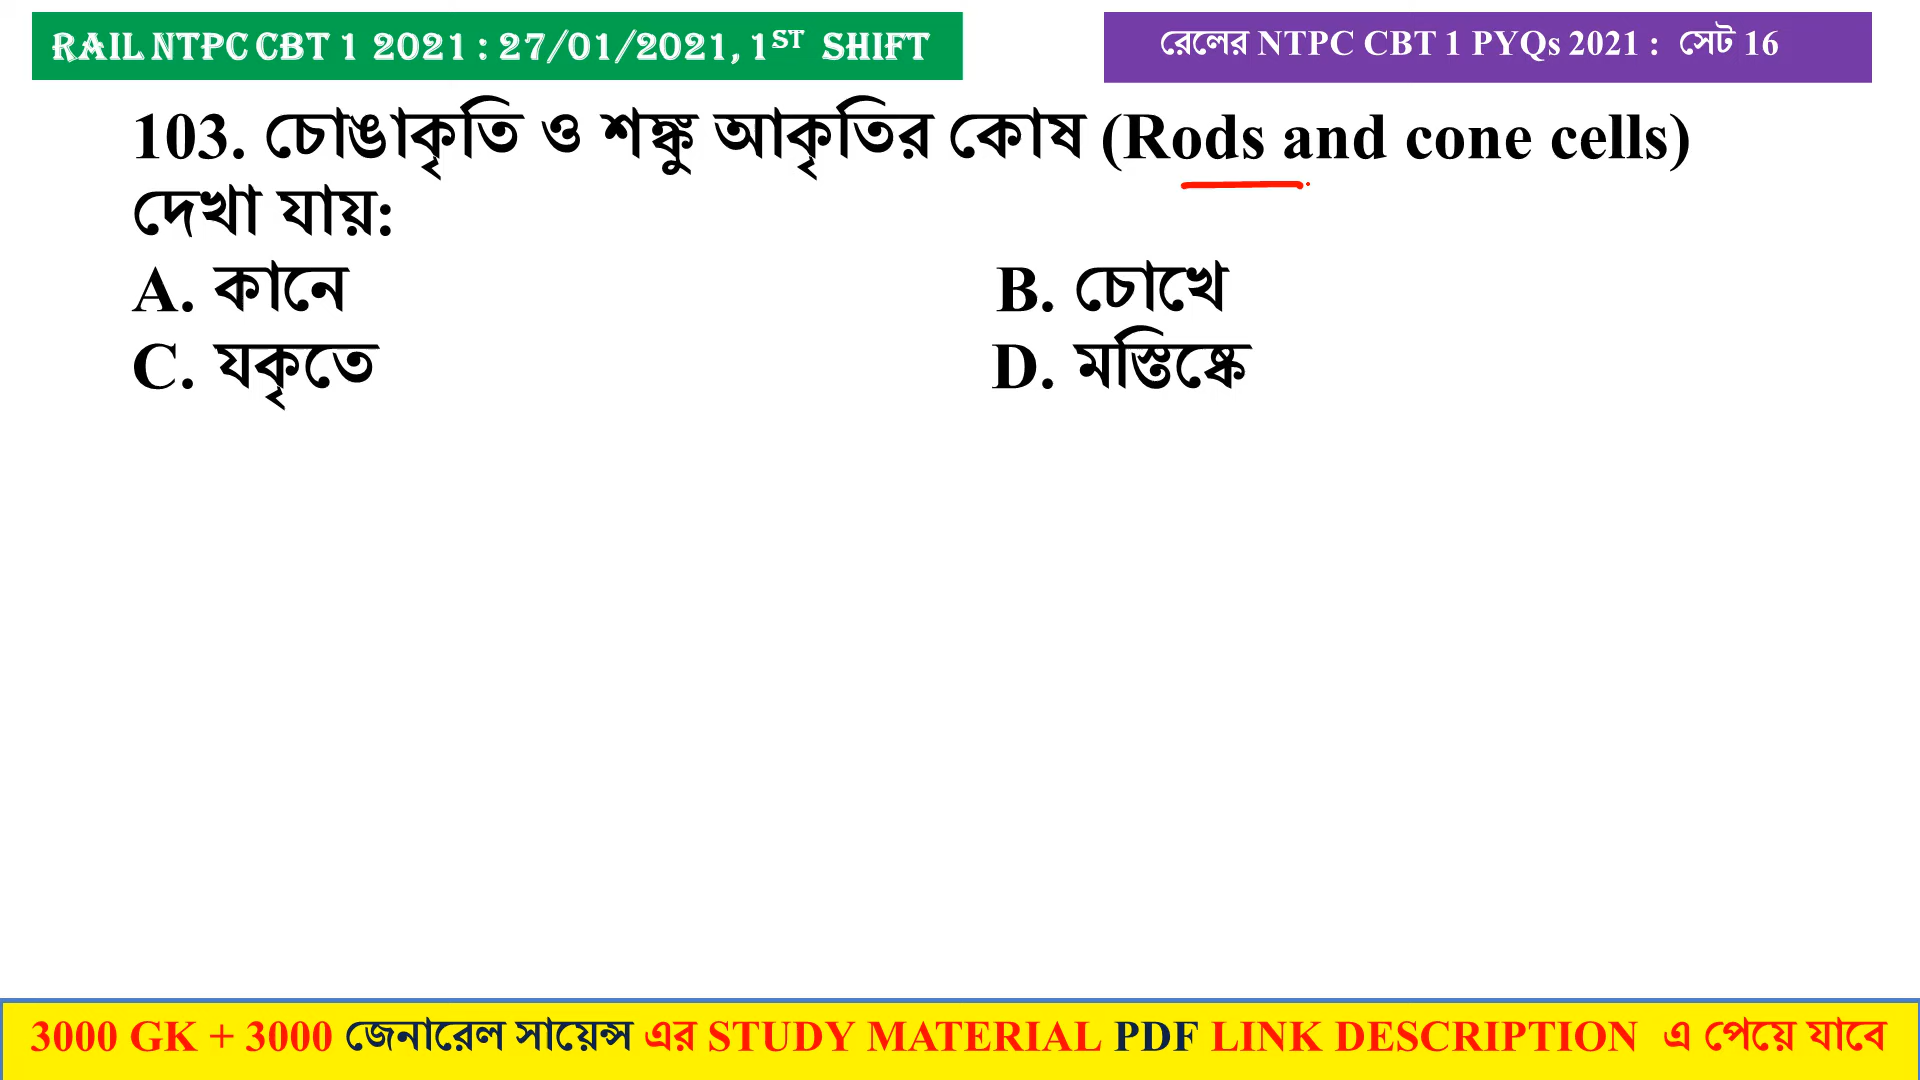 RAIL NTPC CBT 1 2021 : 27/01/2021, 1ST SHIFT
রেলের NTPC CBT 1 PYQs 2021 : সেট 16
103. চোঙাকৃতি ও শঙ্কু আকৃতির কোষ (Rods and cone cells)
দেখা যায়:
A. কানে B. চোখে
C. যকৃতে D. মস্তিষ্কে
3000 GK + 3000 জেনারেল সায়েন্স এর STUDY MATERIAL PDF LINK DESCRIPTION এ পেয়ে যাবে